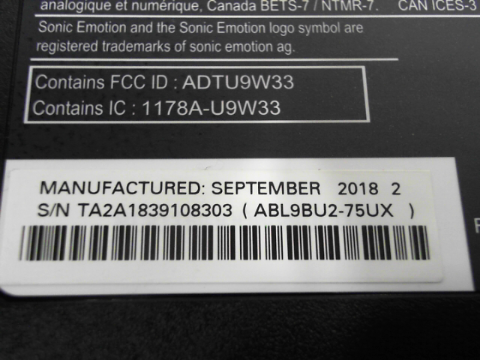 analogique et numérique, Canada BETS-7 / NTMR-7. CAN ICES-3
Sonic Emotion and the Sonic Emotion logo symbol are
registered trademarks of sonic emotion ag.
Contains FCC ID : ADTU9W33
Contains IC : 1178A-U9W33
MANUFACTURED: SEPTEMBER 2018 2
S/N TA2A1839108303 ( ABL9BU2-75UX )